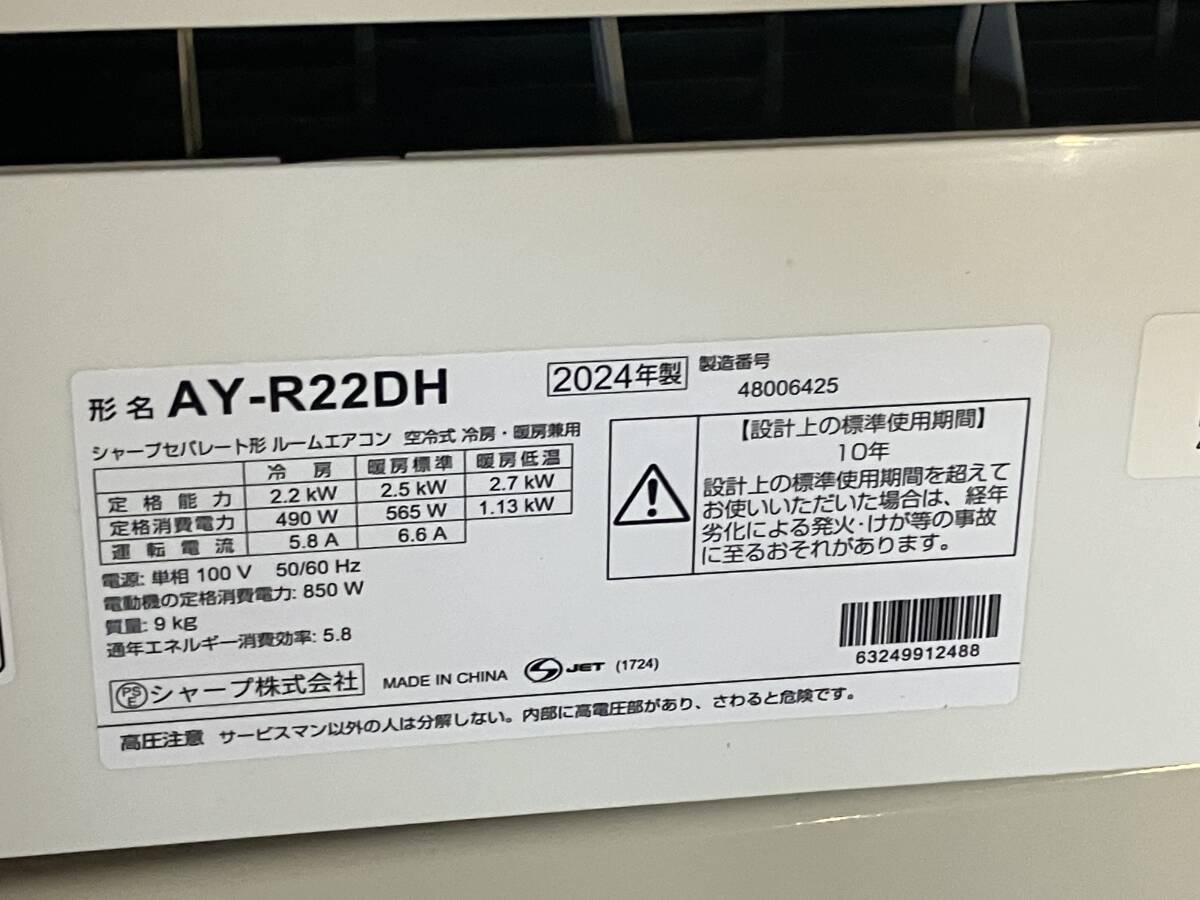 形名 AY-R22DH 2024年製 製造番号
48006425
シャープセパレート形 ルームエアコン 空冷式 冷房・暖房兼用
冷房 暖房標準 暖房低温
定格能力 2.2 kW 2.5 kW 2.7 kW
定格消費電力 490 W 565 W 1.13 kW
運転電流 5.8 A 6.6 A
電源: 単相 100 V 50/60 Hz
電動機の定格消費電力: 850 W
質量: 9 kg
通年エネルギー消費効率: 5.8
【設計上の標準使用期間】
10年
設計上の標準使用期間を超えて
お使いいただいた場合は、経年
劣化による発火・けが等の事故
に至るおそれがあります。
63249912488
PSE シャープ株式会社 MADE IN CHINA S JET (1724)
高圧注意 サービスマン以外の人は分解しない。内部に高電圧部があり、さわると危険です。